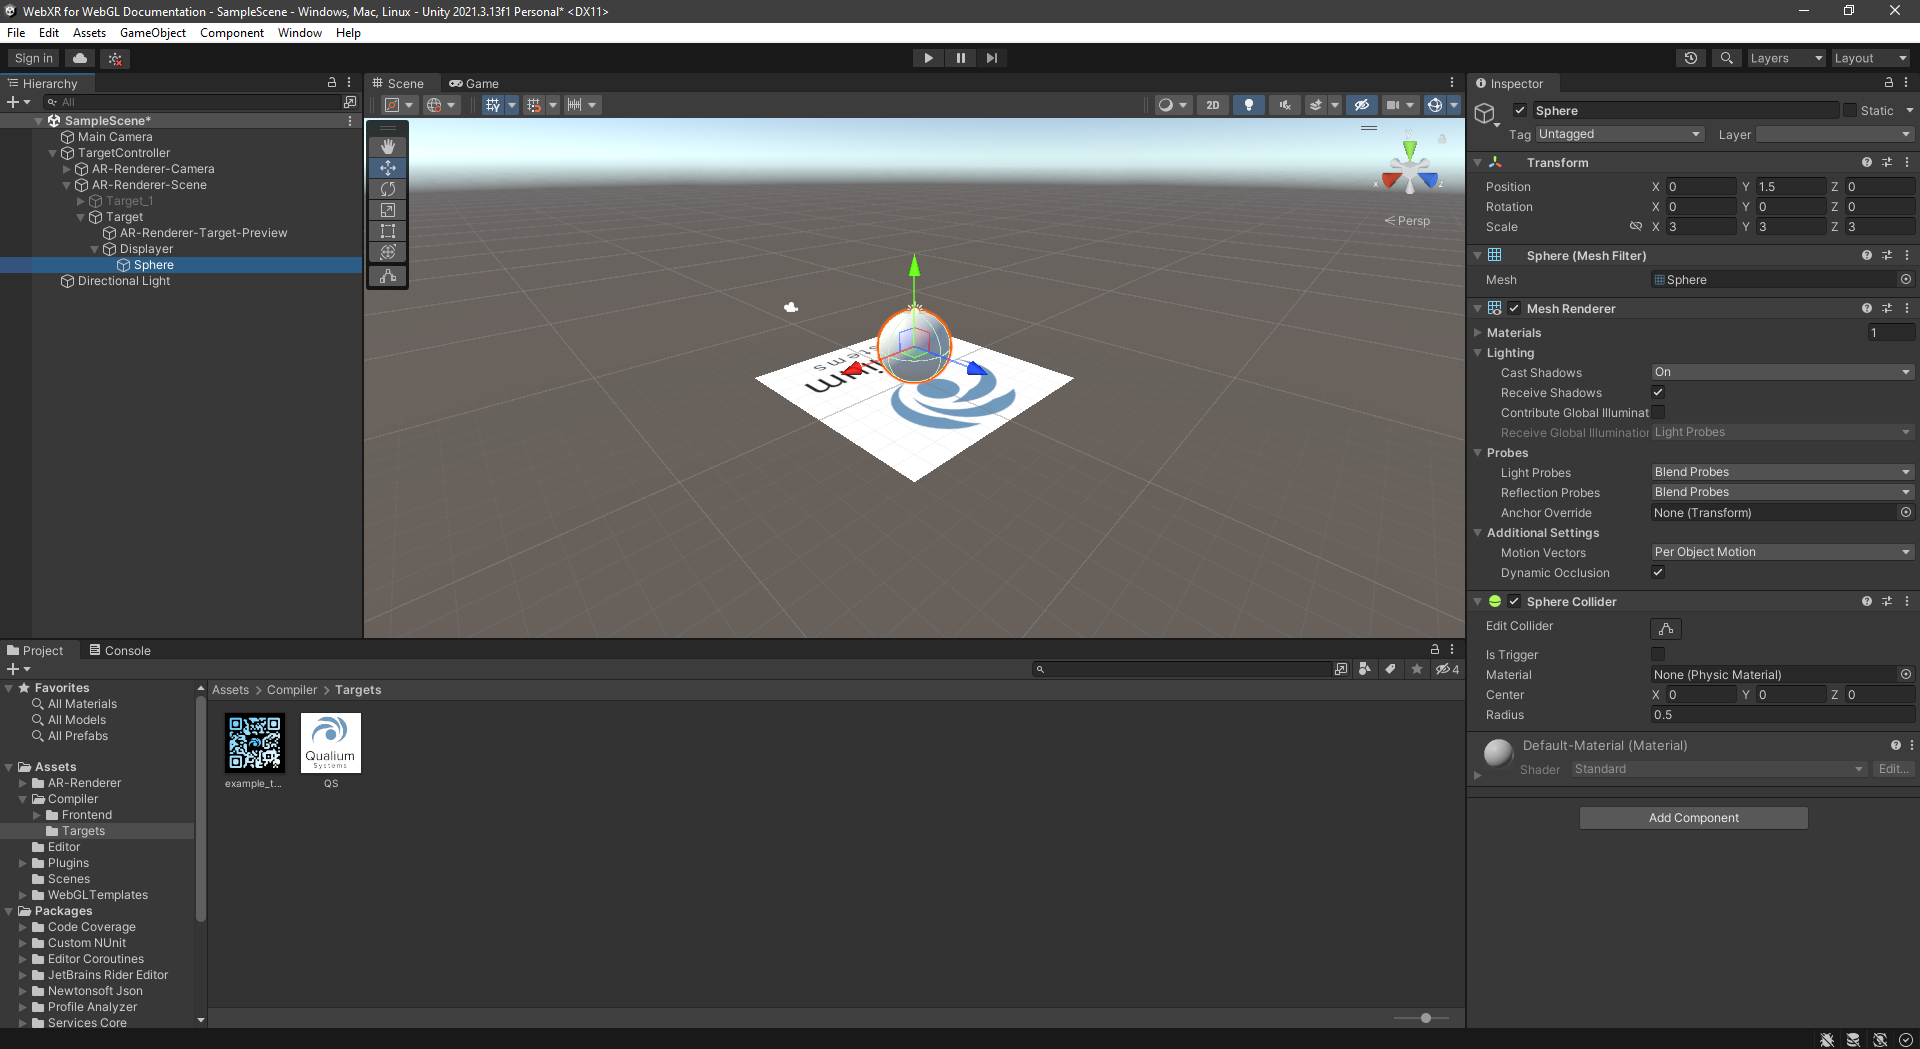 WebXR for WebGL Documentation - SampleScene - Windows, Mac, Linux - Unity 2021.3.13f1 Personal* <DX11>
File Edit Assets GameObject Component Window Help
Sign in
Layers
Layout
Hierarchy
All
SampleScene*
Main Camera
TargetController
AR-Renderer-Camera
AR-Renderer-Scene
Target_1
Target
AR-Renderer-Target-Preview
Displayer
Sphere
Directional Light
Scene
Game
2D
y
x
z
Persp
ium
stems
Inspector
Sphere
Static
Tag Untagged
Layer
Transform
Position X 0 Y 1.5 Z 0
Rotation X 0 Y 0 Z 0
Scale X 3 Y 3 Z 3
Sphere (Mesh Filter)
Mesh Sphere
Mesh Renderer
Materials 1
Lighting
Cast Shadows On
Receive Shadows
Contribute Global Illuminat
Receive Global Illumination Light Probes
Probes
Light Probes Blend Probes
Reflection Probes Blend Probes
Anchor Override None (Transform)
Additional Settings
Motion Vectors Per Object Motion
Dynamic Occlusion
Sphere Collider
Edit Collider
Is Trigger
Material None (Physic Material)
Center X 0 Y 0 Z 0
Radius 0.5
Default-Material (Material)
Shader Standard Edit...
Add Component
Project
Console
4
Favorites
All Materials
All Models
All Prefabs
Assets
AR-Renderer
Compiler
Frontend
Targets
Editor
Plugins
Scenes
WebGLTemplates
Packages
Code Coverage
Custom NUnit
Editor Coroutines
JetBrains Rider Editor
Newtonsoft Json
Profile Analyzer
Services Core
Assets > Compiler > Targets
Qualium
Systems
example_t...
QS